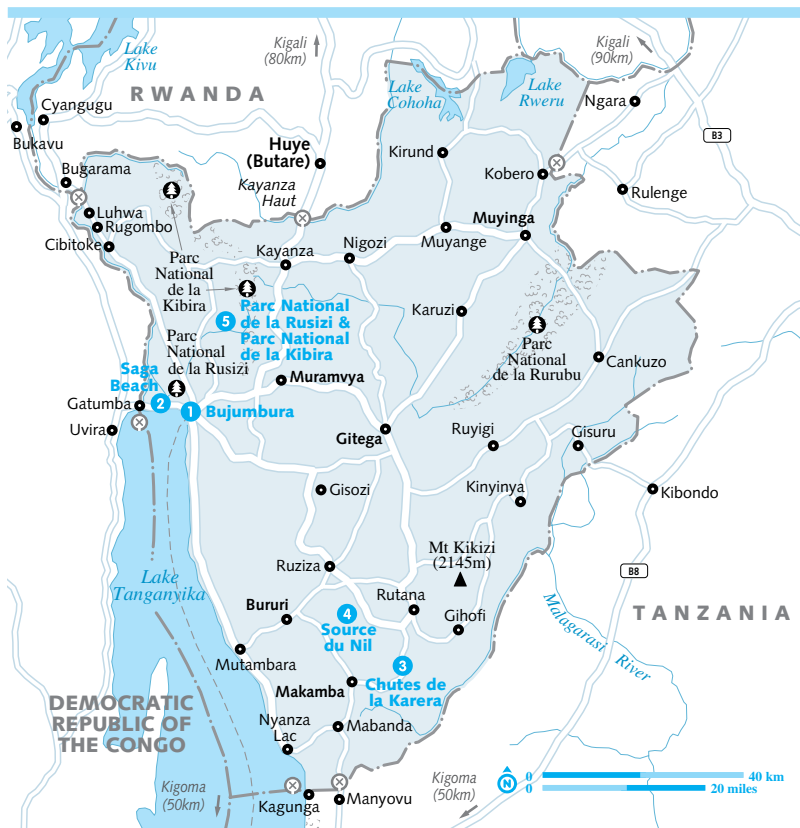 Lake
Kivu
Kigali
(80km)
Kigali
(90km)
RWANDA
Lake
Cohoha
Lake
Rweru
Ngara
Cyangugu
Bukavu
B3
Huye
(Butare)
Kirund
Kobero
Bugarama
Kayanza
Haut
Rulenge
Luhwa
Rugombo
Cibitoke
Muyinga
Muyange
Kayanza
Nigozi
Parc
National
de la
Kibira
Karuzi
5
Parc National
de la Rusizi &
Parc National
de la Kibira
Parc
National
de la Rusizi
Parc
National
de la Rurubu
Cankuzo
Saga
Beach
Muramvya
Gatumba
2
1
Bujumbura
Uvira
Gitega
Ruyigi
Gisuru
Gisozi
Kinyinya
Kibondo
Mt Kikizi
(2145m)
Ruziza
B8
Lake
Tanganyika
Bururi
4
Source
du Nil
Rutana
Gihofi
Malagarasi
River
TANZANIA
Mutambara
3
Chutes de
la Karera
Makamba
DEMOCRATIC
REPUBLIC OF
THE CONGO
Nyanza
Lac
Mabanda
Kigoma
(50km)
Kagunga
Manyovu
Kigoma
(50km)
N
0
40 km
0
20 miles